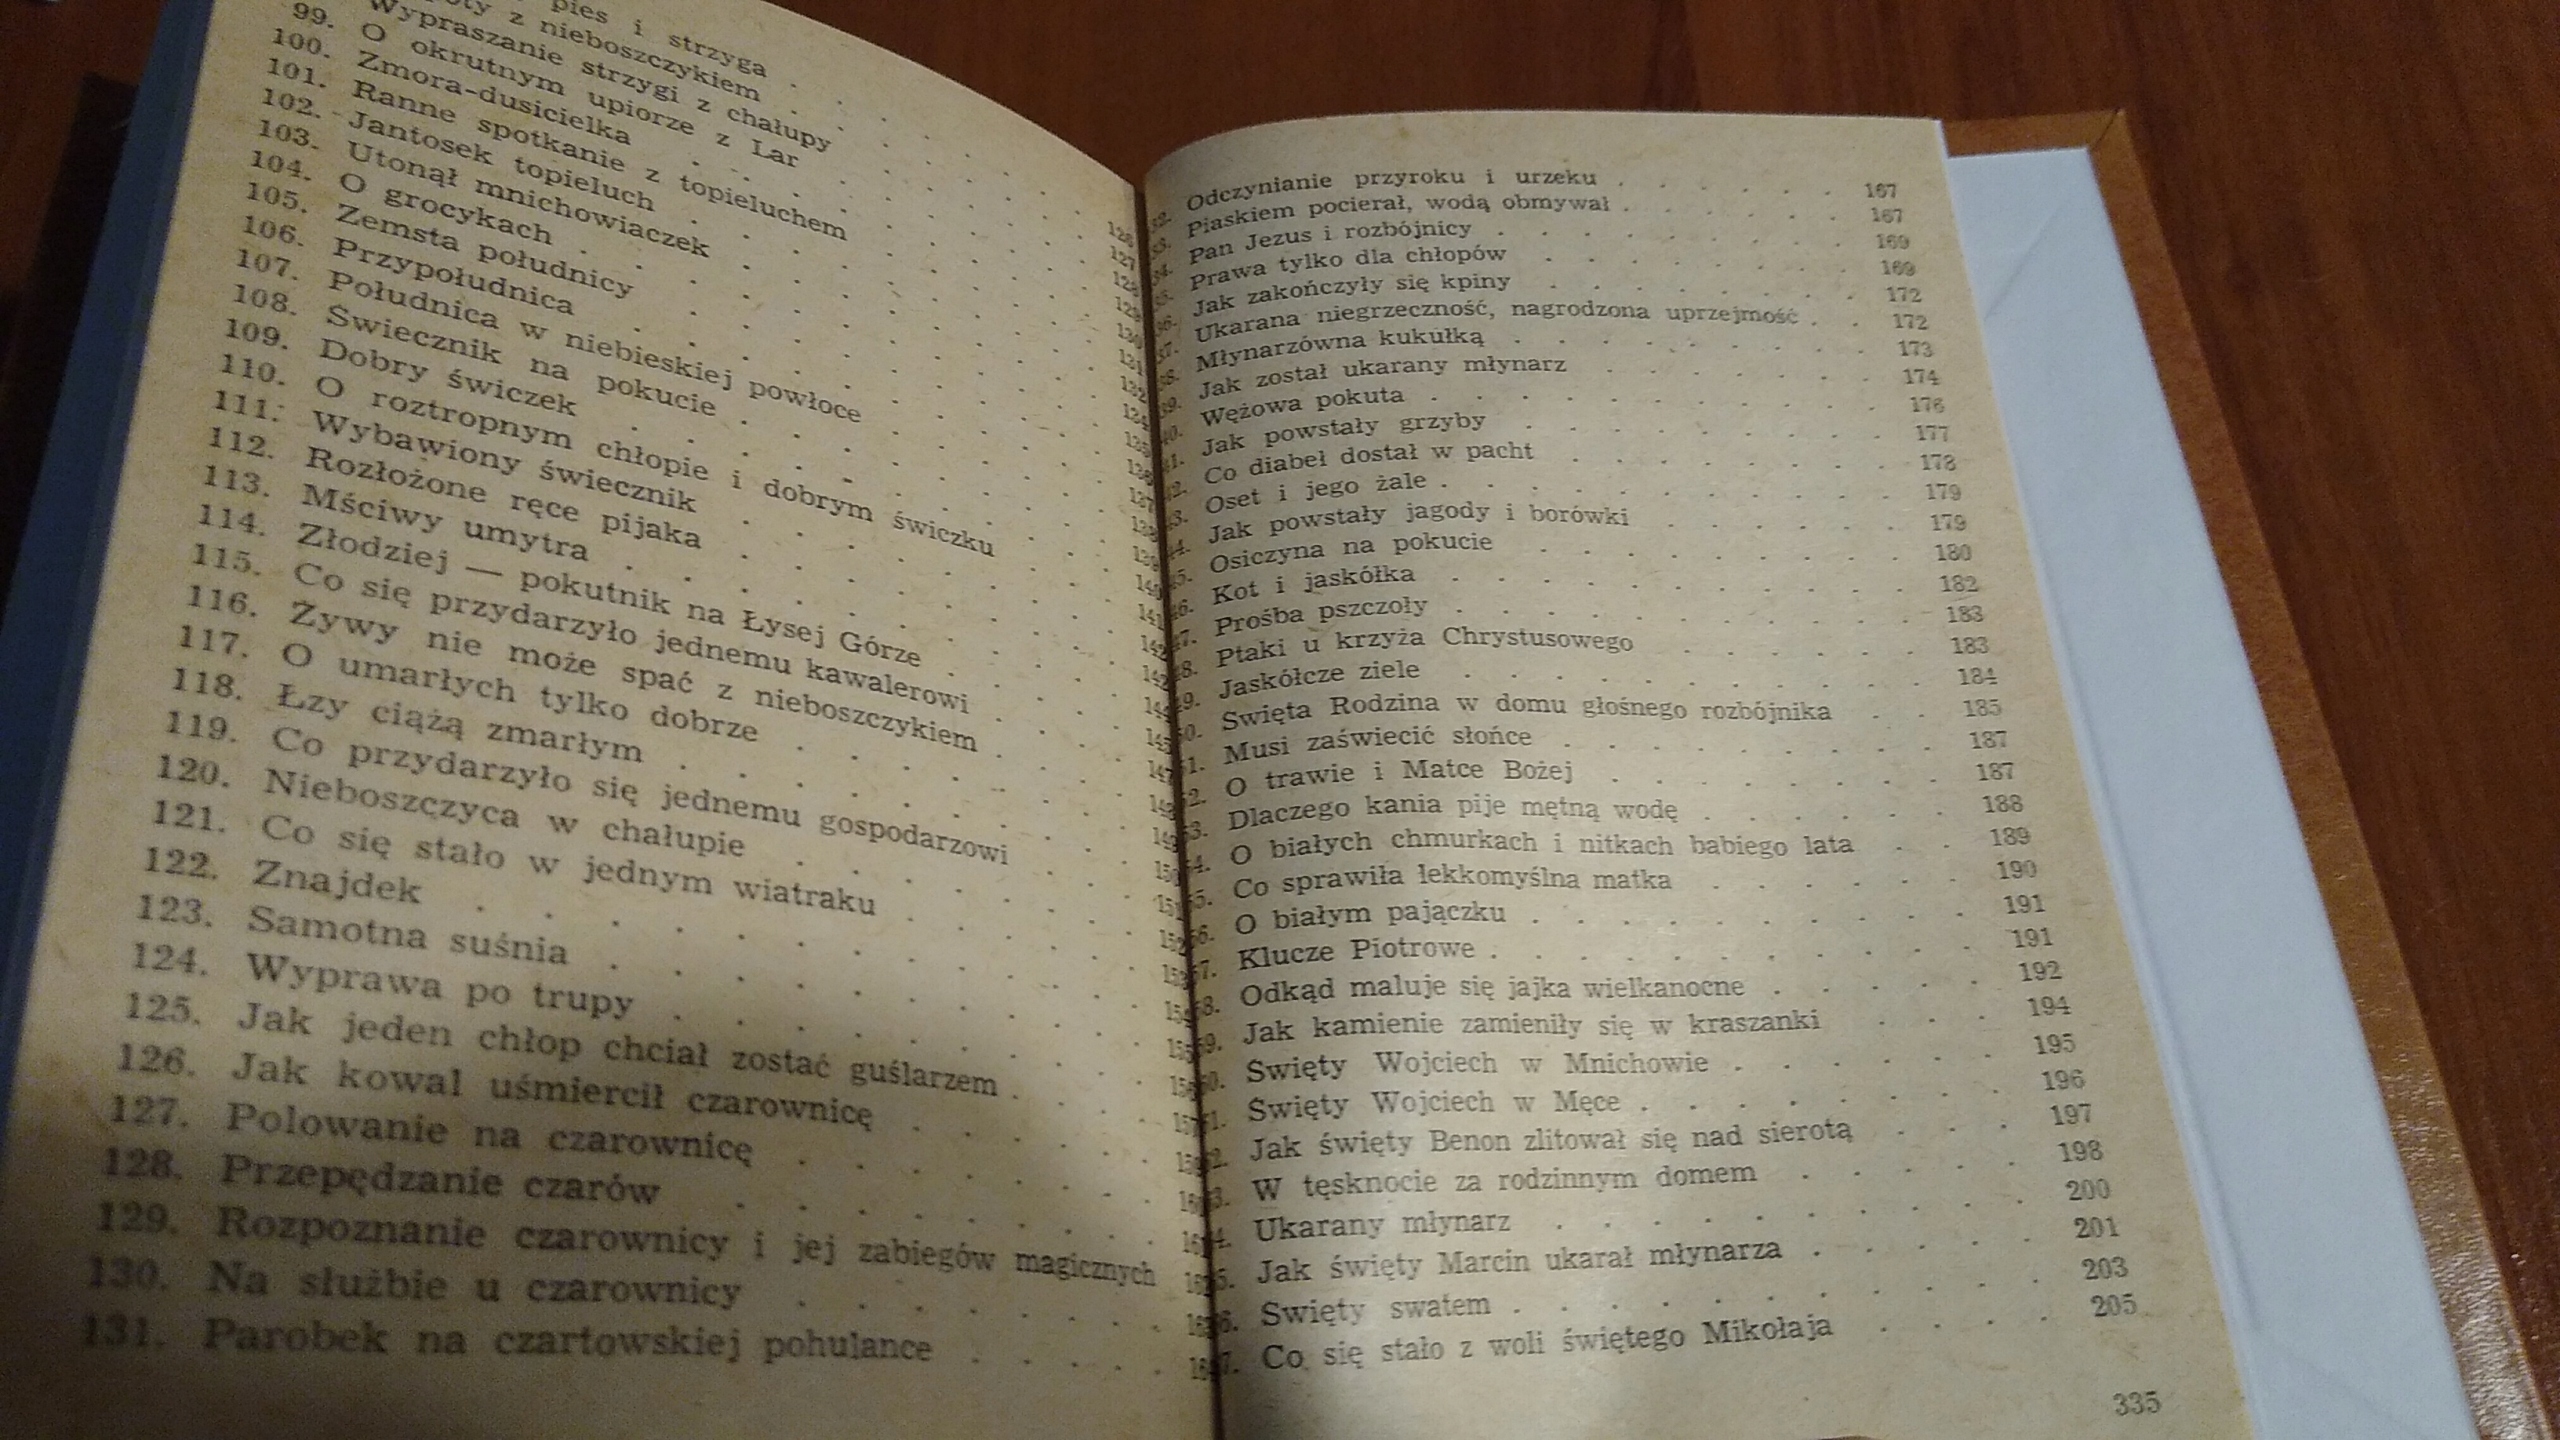 pies i strzyga . .
z nieboszczykiem . .
99. Wypraszanie strzygi z chałupy
100. O okrutnym upiorze z Lar
101. Zmora-dusicielka
102. Ranne spotkanie z topieluchem
103. Jantosek topieluch
104. Utonął mnichowiaczek
105. O grocykach
106. Zemsta południcy
107. Przypołudnica
108. Południca w niebieskiej powłoce
109. Świecznik na pokucie
110. Dobry świczek
111. O roztropnym chłopie i dobrym świczku
112. Wybawiony świecznik
113. Rozłożone ręce pijaka
114. Mściwy umytra
115. Złodziej — pokutnik na Łysej Górze
116. Co się przydarzyło jednemu kawalerowi
117. Żywy nie może spać z nieboszczykiem
118. O umarłych tylko dobrze
119. Łzy ciążą zmarłym
120. Co przydarzyło się jednemu gospodarzowi
121. Nieboszczyca w chałupie
122. Co się stało w jednym wiatraku
123. Znajdek
124. Samotna suśnia
125. Wyprawa po trupy
126. Jak jeden chłop chciał zostać guślarzem
127. Jak kowal uśmiercił czarownicę
128. Polowanie na czarownicę
129. Przepędzanie czarów
130. Rozpoznanie czarownicy i jej zabiegów magicznych
131. Na służbie u czarownicy
Parobek na czartowskiej pohulance
Odczynianie przyroku i urzeku . . . . . . 167
Piaskiem pocierał, wodą obmywał . . . . . . 167
Pan Jezus i rozbójnicy . . . . . . . . 169
Prawa tylko dla chłopów . . . . . . . 169
Jak zakończyły się kpiny . . . . . . . 172
Ukarana niegrzeczność, nagrodzona uprzejmość . . 172
Młynarzówna kukułką . . . . . . . . 173
Jak został ukarany młynarz . . . . . . 174
Wężowa pokuta . . . . . . . . . . 176
Jak powstały grzyby . . . . . . . . 177
Co diabeł dostał w pacht . . . . . . . 178
Oset i jego żale . . . . . . . . . . 179
Jak powstały jagody i borówki . . . . . 179
Osiczyna na pokucie . . . . . . . . 180
Kot i jaskółka . . . . . . . . . . 182
Prośba pszczoły . . . . . . . . . . 183
Ptaki u krzyża Chrystusowego . . . . . 183
Jaskółcze ziele . . . . . . . . . . 184
Święta Rodzina w domu głośnego rozbójnika . . 185
Musi zaświecić słońce . . . . . . . . 187
O trawie i Matce Bożej . . . . . . . . 187
Dlaczego kania pije mętną wodę . . . . . 188
O białych chmurkach i nitkach babiego lata . . 189
Co sprawiła lekkomyślna matka . . . . . 190
O białym pajączku . . . . . . . . . 191
Klucze Piotrowe . . . . . . . . . . 191
Odkąd maluje się jajka wielkanocne . . . . 192
Jak kamienie zamieniły się w kraszanki . . . 194
Święty Wojciech w Mnichowie . . . . . . 195
Święty Wojciech w Męce . . . . . . . 196
Jak święty Benon zlitował się nad sierotą . . . 197
W tęsknocie za rodzinnym domem . . . . . 198
Ukarany młynarz . . . . . . . . . 200
Jak święty Marcin ukarał młynarza . . . . 201
Święty swatem . . . . . . . . . . 203
Co się stało z woli świętego Mikołaja . . . . 205
335